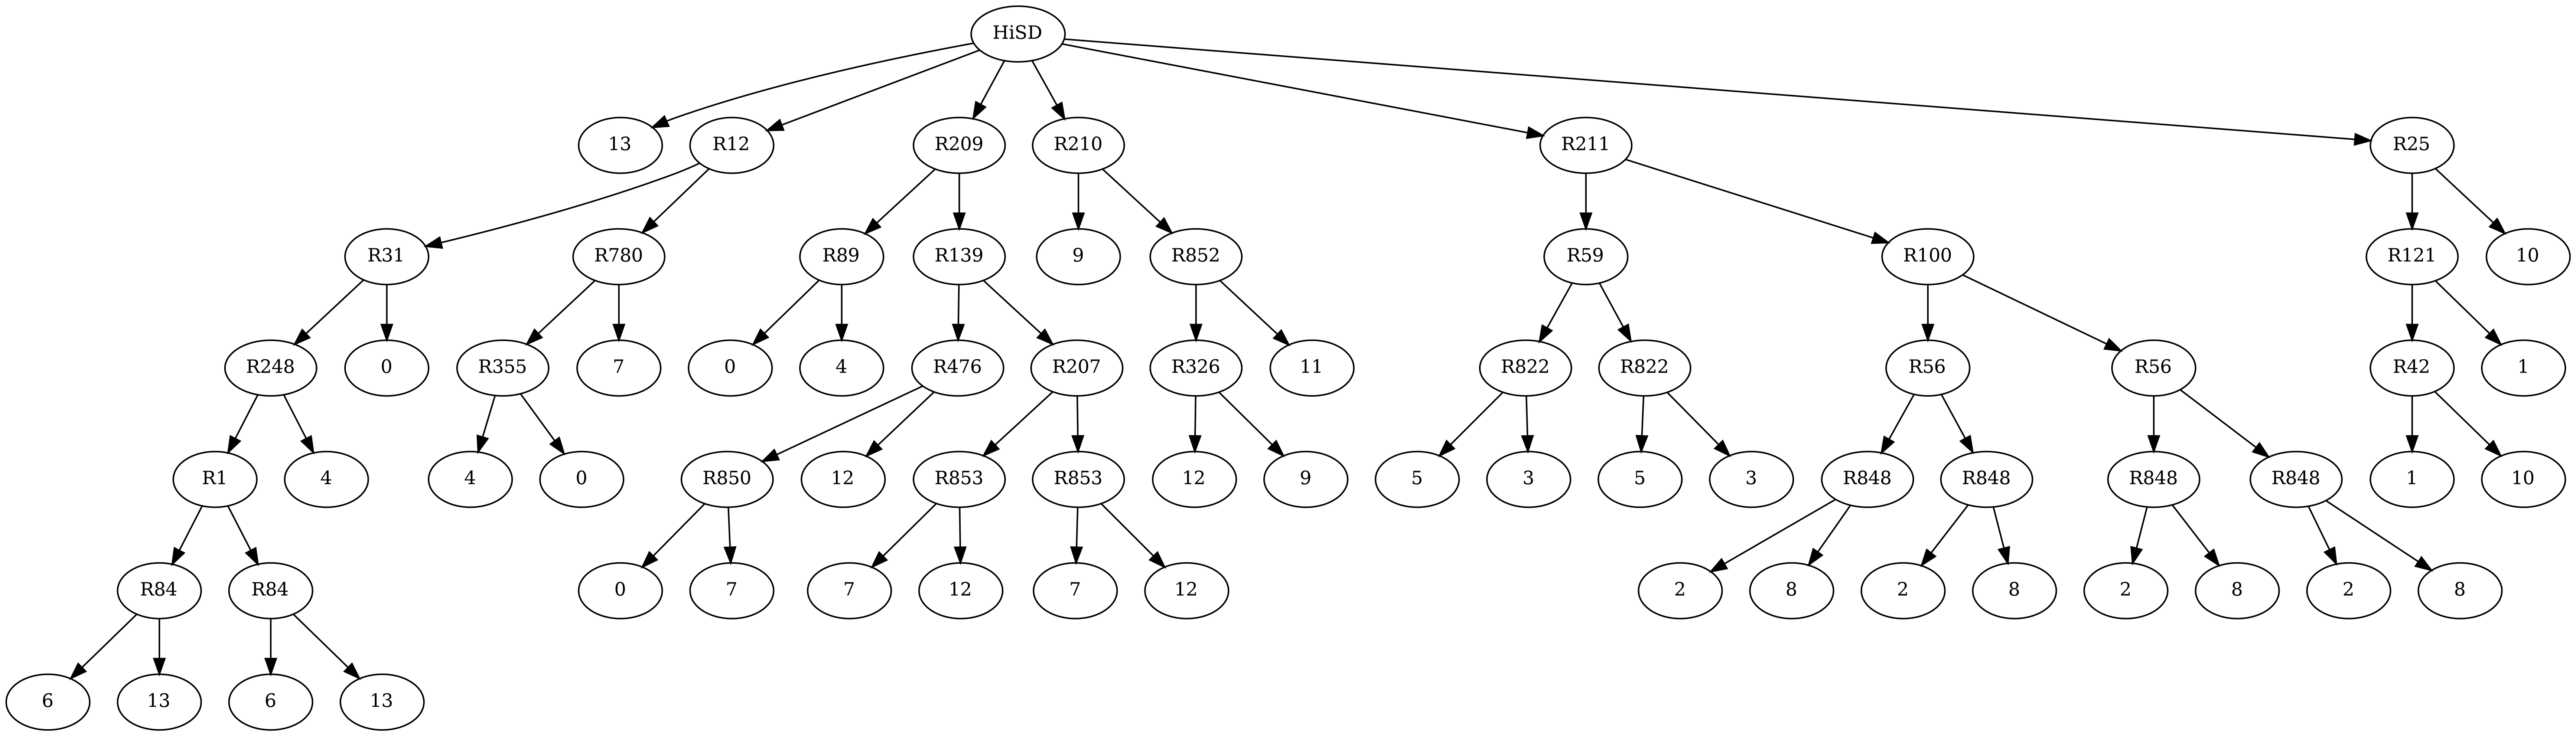 HiSD
13 R12 R209 R210 R211 R25
R31 R780 R89 R139 9 R852 R59 R100 R121 10
R248 0 R355 7 0 4 R476 R207 R326 11 R822 R822 R56 R56 R42 1
R1 4 4 0 R850 12 R853 R853 12 9 5 3 5 3 R848 R848 R848 R848 1 10
R84 R84 0 7 7 12 7 12 2 8 2 8 2 8 2 8
6 13 6 13